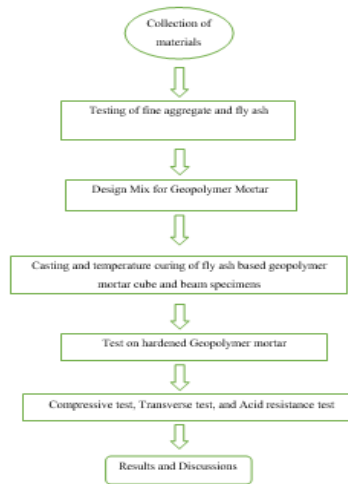 Collection of
materials
Testing of fine aggregate and fly ash
Design Mix for Geopolymer Mortar
Casting and temperature curing of fly ash based geopolymer
mortar cube and beam specimens
Test on hardened Geopolymer mortar
Compressive test, Transverse test, and Acid resistance test
Results and Discussions